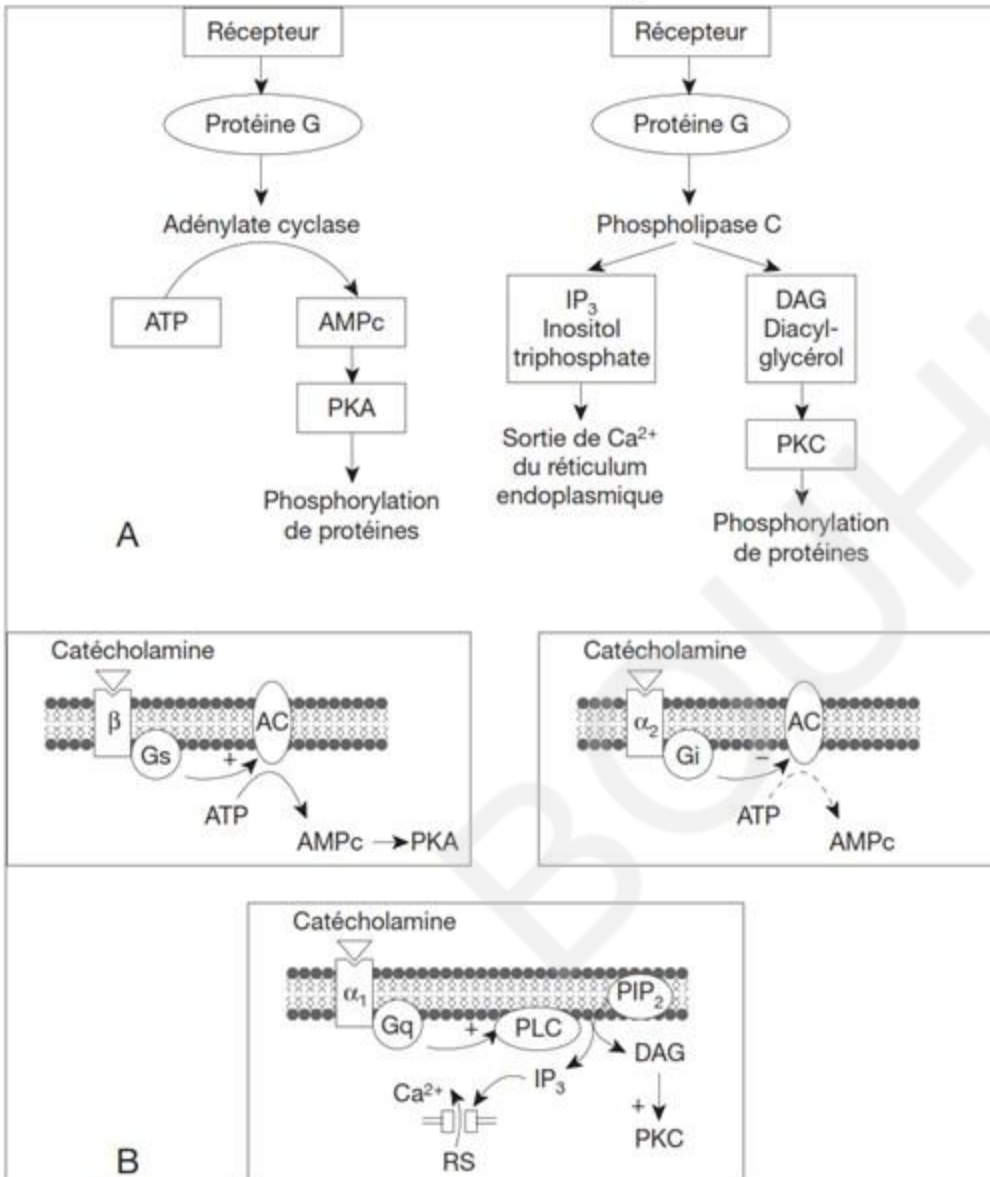 Récepteur
Protéine G
Adénylate cyclase
ATP
AMPc
PKA
Phosphorylation
de protéines
A
Récepteur
Protéine G
Phospholipase C
IP₃
Inositol
triphosphate
Sortie de Ca²⁺
du réticulum
endoplasmique
DAG
Diacyl-
glycérol
PKC
Phosphorylation
de protéines
Catécholamine
β
AC
Gs
+
ATP
AMPc
PKA
Catécholamine
α₂
AC
Gi
−
ATP
AMPc
Catécholamine
α₁
PIP₂
Gq
+
PLC
DAG
IP₃
Ca²⁺
+
PKC
RS
B
BOUH